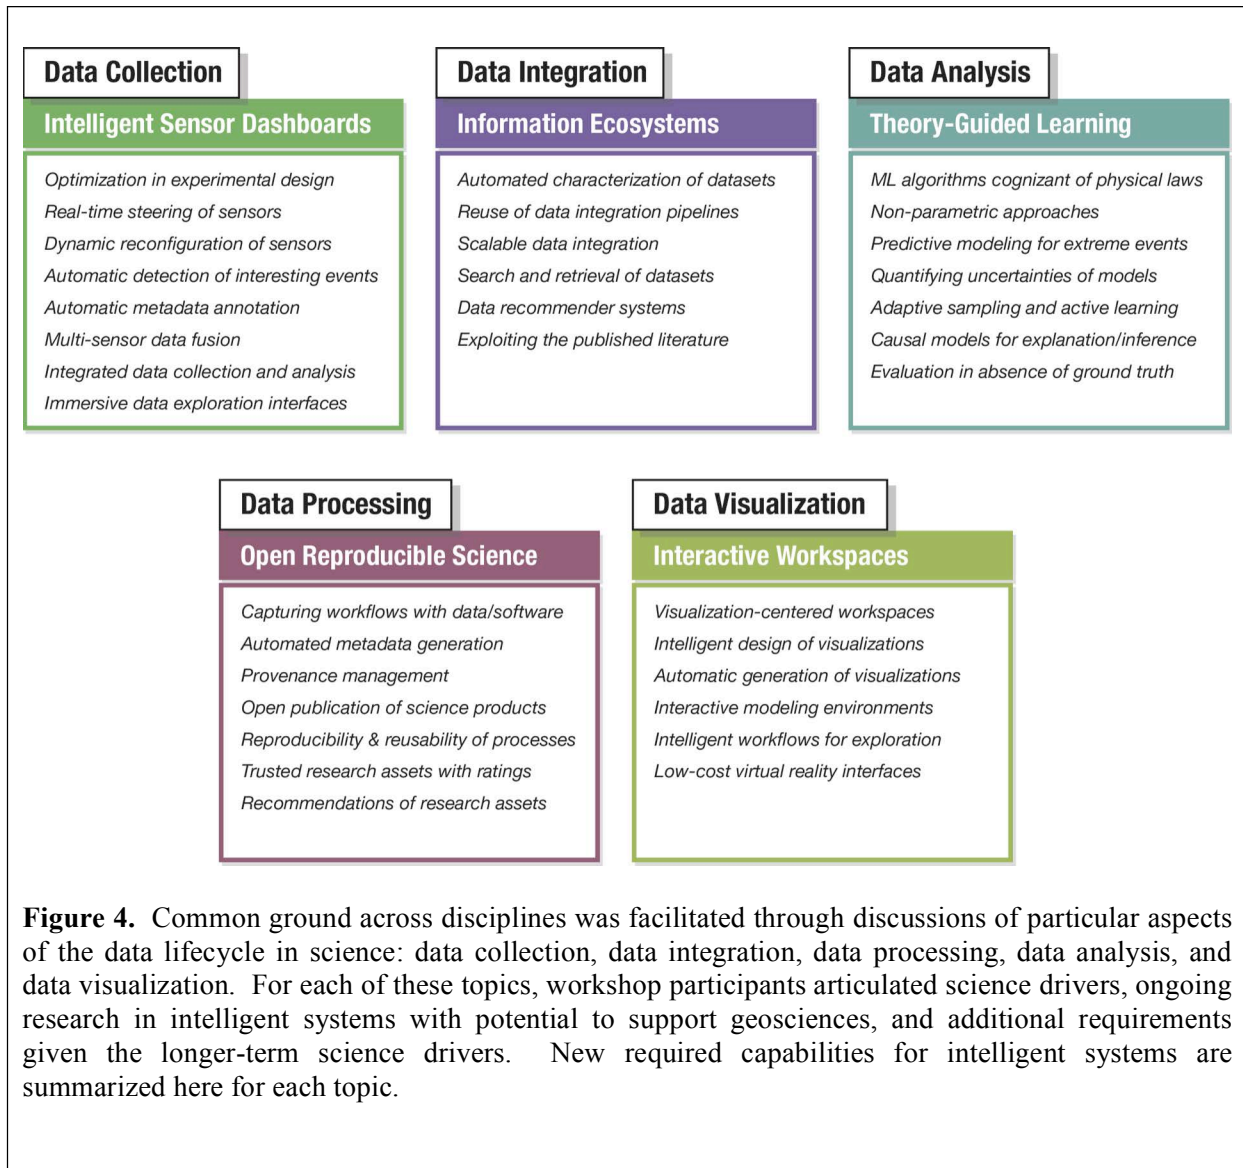 Data Collection
Intelligent Sensor Dashboards
Optimization in experimental design
Real-time steering of sensors
Dynamic reconfiguration of sensors
Automatic detection of interesting events
Automatic metadata annotation
Multi-sensor data fusion
Integrated data collection and analysis
Immersive data exploration interfaces
Data Integration
Information Ecosystems
Automated characterization of datasets
Reuse of data integration pipelines
Scalable data integration
Search and retrieval of datasets
Data recommender systems
Exploiting the published literature
Data Analysis
Theory-Guided Learning
ML algorithms cognizant of physical laws
Non-parametric approaches
Predictive modeling for extreme events
Quantifying uncertainties of models
Adaptive sampling and active learning
Causal models for explanation/inference
Evaluation in absence of ground truth
Data Processing
Open Reproducible Science
Capturing workflows with data/software
Automated metadata generation
Provenance management
Open publication of science products
Reproducibility & reusability of processes
Trusted research assets with ratings
Recommendations of research assets
Data Visualization
Interactive Workspaces
Visualization-centered workspaces
Intelligent design of visualizations
Automatic generation of visualizations
Interactive modeling environments
Intelligent workflows for exploration
Low-cost virtual reality interfaces
Figure 4. Common ground across disciplines was facilitated through discussions of particular aspects
of the data lifecycle in science: data collection, data integration, data processing, data analysis, and
data visualization. For each of these topics, workshop participants articulated science drivers, ongoing
research in intelligent systems with potential to support geosciences, and additional requirements
given the longer-term science drivers. New required capabilities for intelligent systems are
summarized here for each topic.